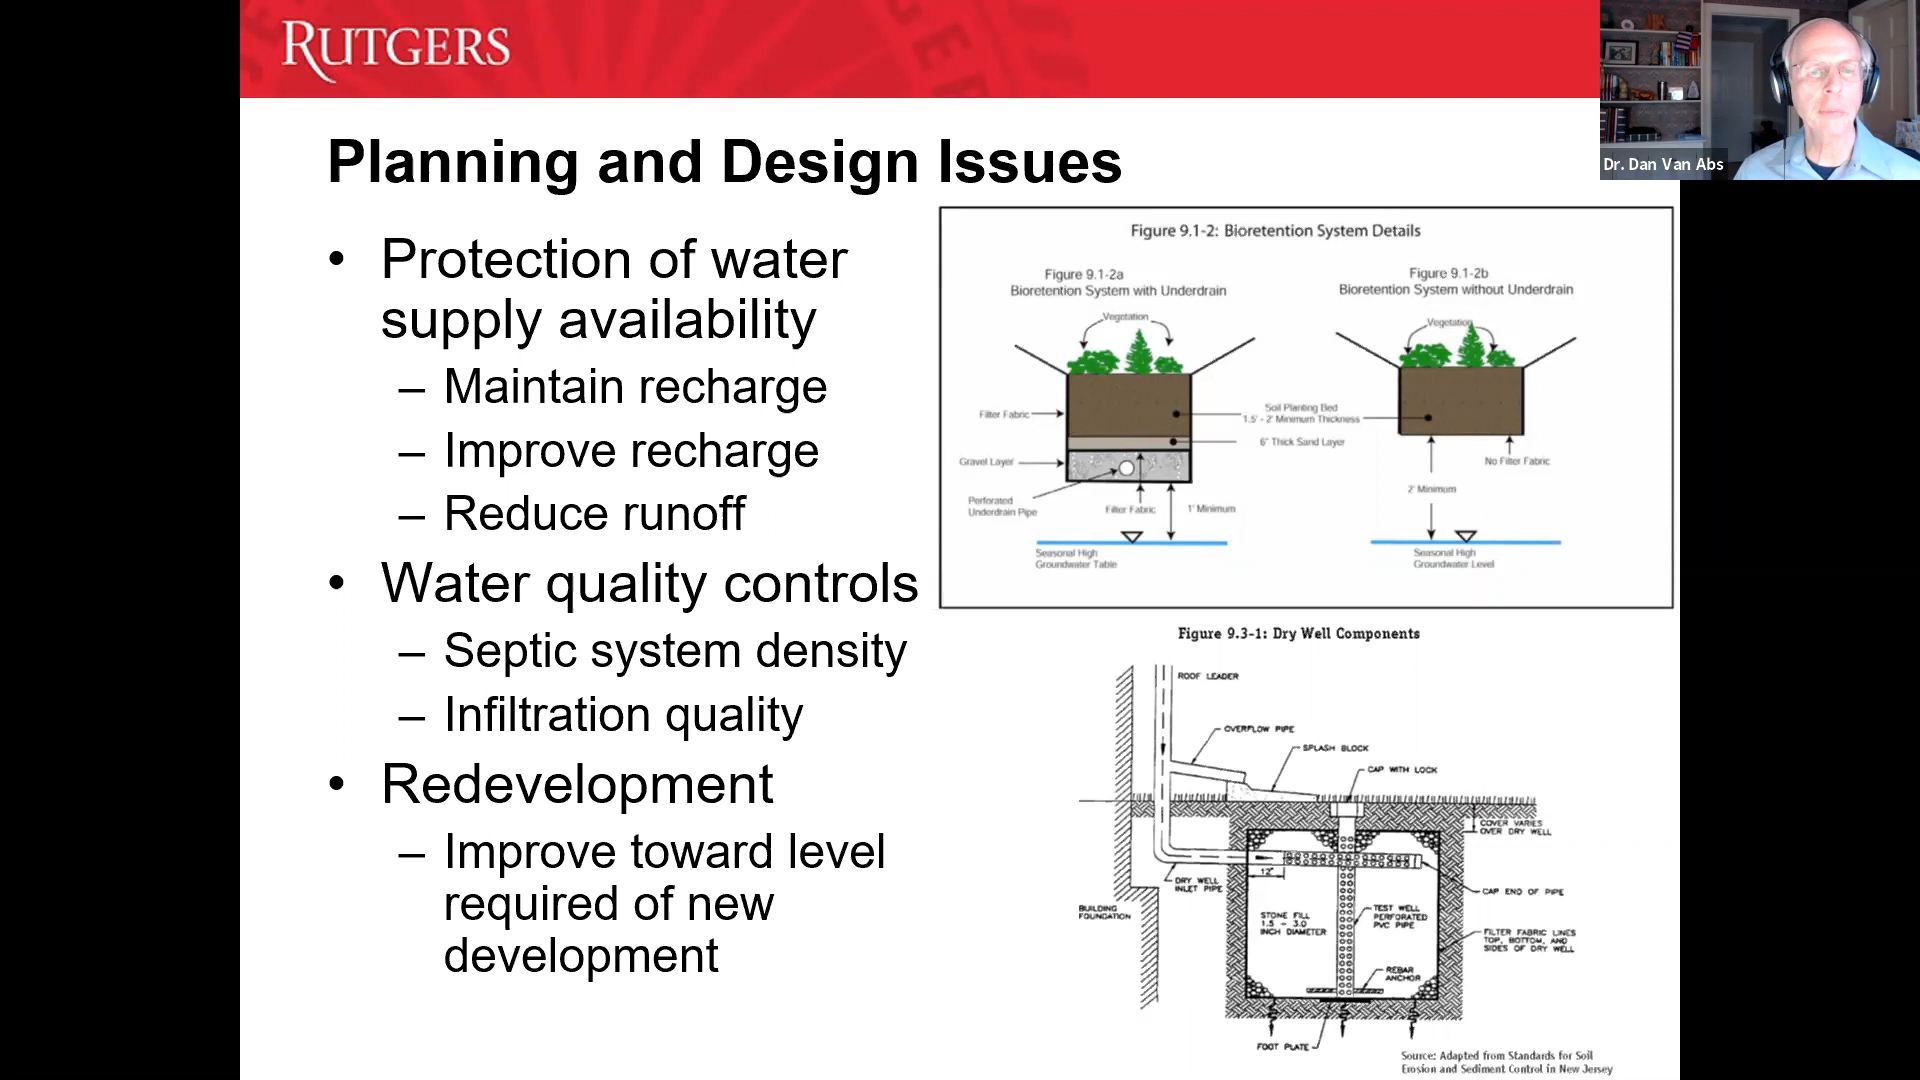 RUTGERS
Dr. Dan Van Abs
Planning and Design Issues
• Protection of water
supply availability
– Maintain recharge
– Improve recharge
– Reduce runoff
• Water quality controls
– Septic system density
– Infiltration quality
• Redevelopment
– Improve toward level
required of new
development
Figure 9.1-2: Bioretention System Details
Figure 9.1-2a
Bioretention System with Underdrain
Figure 9.1-2b
Bioretention System without Underdrain
Vegetation
Vegetation
Filter Fabric
Soil Planting Bed
1.5' - 2' Minimum Thickness
6" Thick Sand Layer
Gravel Layer
No Filter Fabric
2' Minimum
Perforated
Underdrain Pipe
Filter Fabric
1' Minimum
Seasonal High
Groundwater Table
Seasonal High
Groundwater Level
Figure 9.3-1: Dry Well Components
ROOF LEADER
OVERFLOW PIPE
SPLASH BLOCK
CAP WITH LOCK
COVER VARIES
OVER DRY WELL
12"
DRY WELL
INLET PIPE
CAP END OF PIPE
BUILDING
FOUNDATION
STONE FILL
1.5 – 3.0
INCH DIAMETER
TEST WELL
PERFORATED
PVC PIPE
FILTER FABRIC LINES
TOP, BOTTOM, AND
SIDES OF DRY WELL
REBAR
ANCHOR
FOOT PLATE
Source: Adapted from Standards for Soil
Erosion and Sediment Control in New Jersey